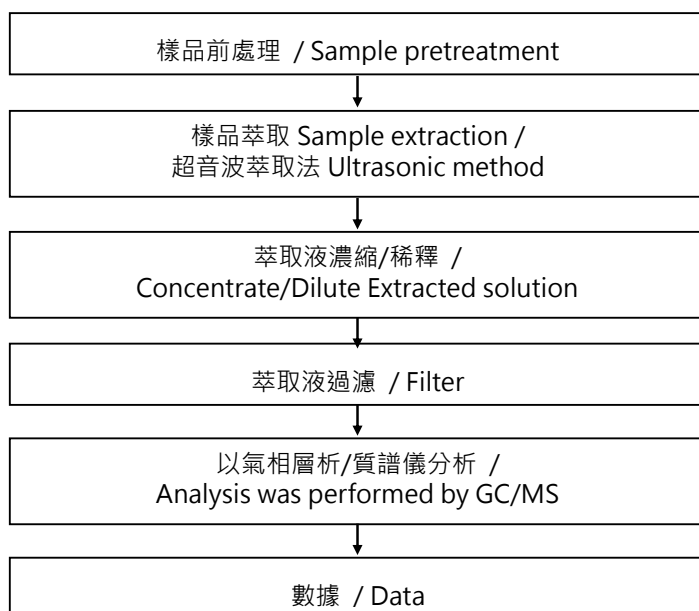 樣品前處理 / Sample pretreatment
樣品萃取 Sample extraction /
超音波萃取法 Ultrasonic method
萃取液濃縮/稀釋 /
Concentrate/Dilute Extracted solution
萃取液過濾 / Filter
以氣相層析/質譜儀分析 /
Analysis was performed by GC/MS
數據 / Data